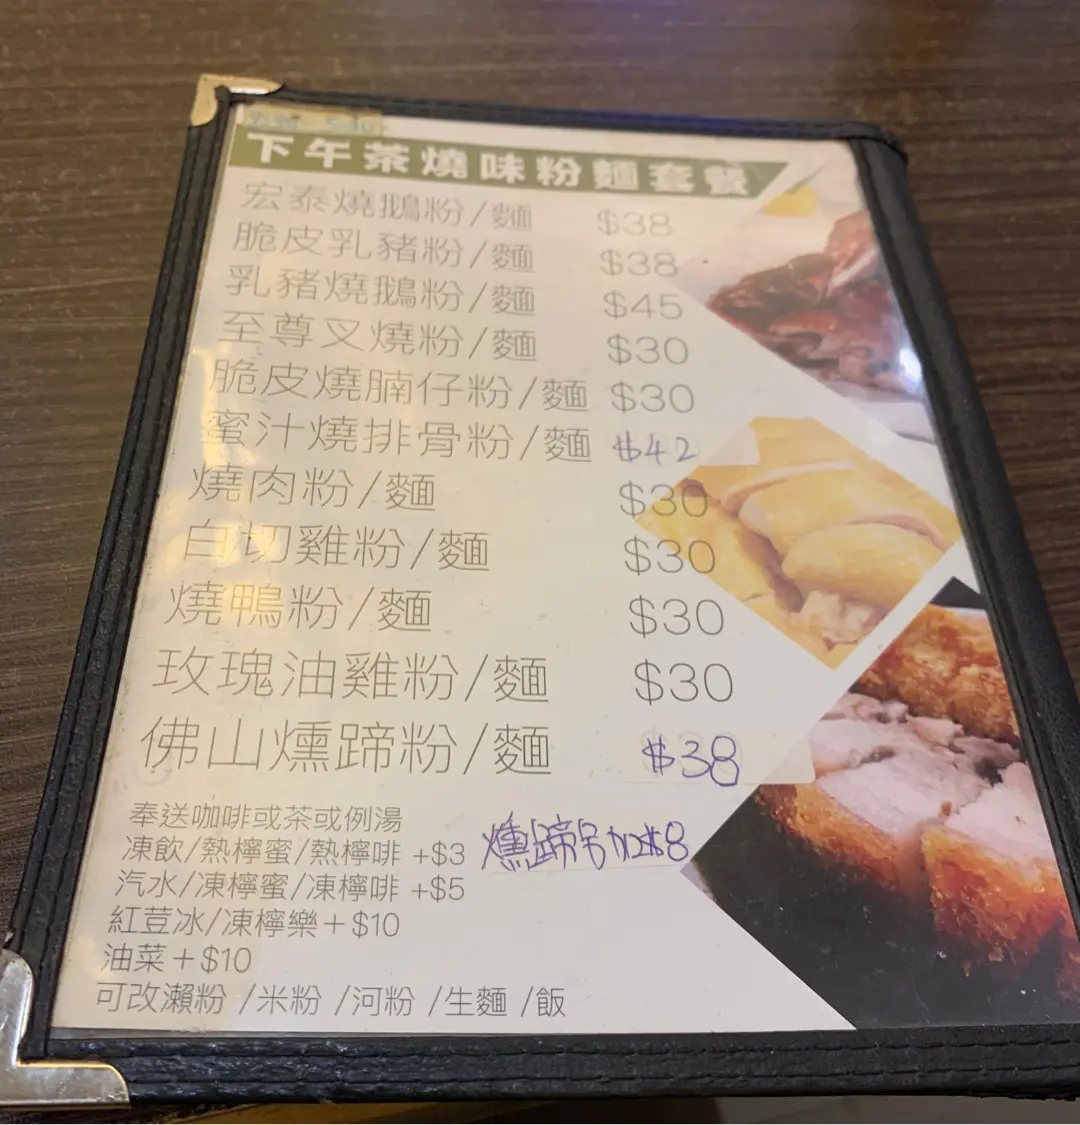 下午茶燒味粉麵套餐
宏泰燒鵝粉/麵 $38
脆皮乳豬粉/麵 $38
乳豬燒鵝粉/麵 $45
至尊叉燒粉/麵 $30
脆皮燒腩仔粉/麵 $30
蜜汁燒排骨粉/麵 $42
燒肉粉/麵 $30
白切雞粉/麵 $30
燒鴨粉/麵 $30
玫瑰油雞粉/麵 $30
佛山燻蹄粉/麵 $38
奉送咖啡或茶或例湯
凍飲/熱檸蜜/熱檸啡 +$3
燻蹄另加$8
汽水/凍檸蜜/凍檸啡 +$5
紅荳冰/凍檸樂+$10
油菜+$10
可改瀨粉 /米粉 /河粉 /生麵 /飯